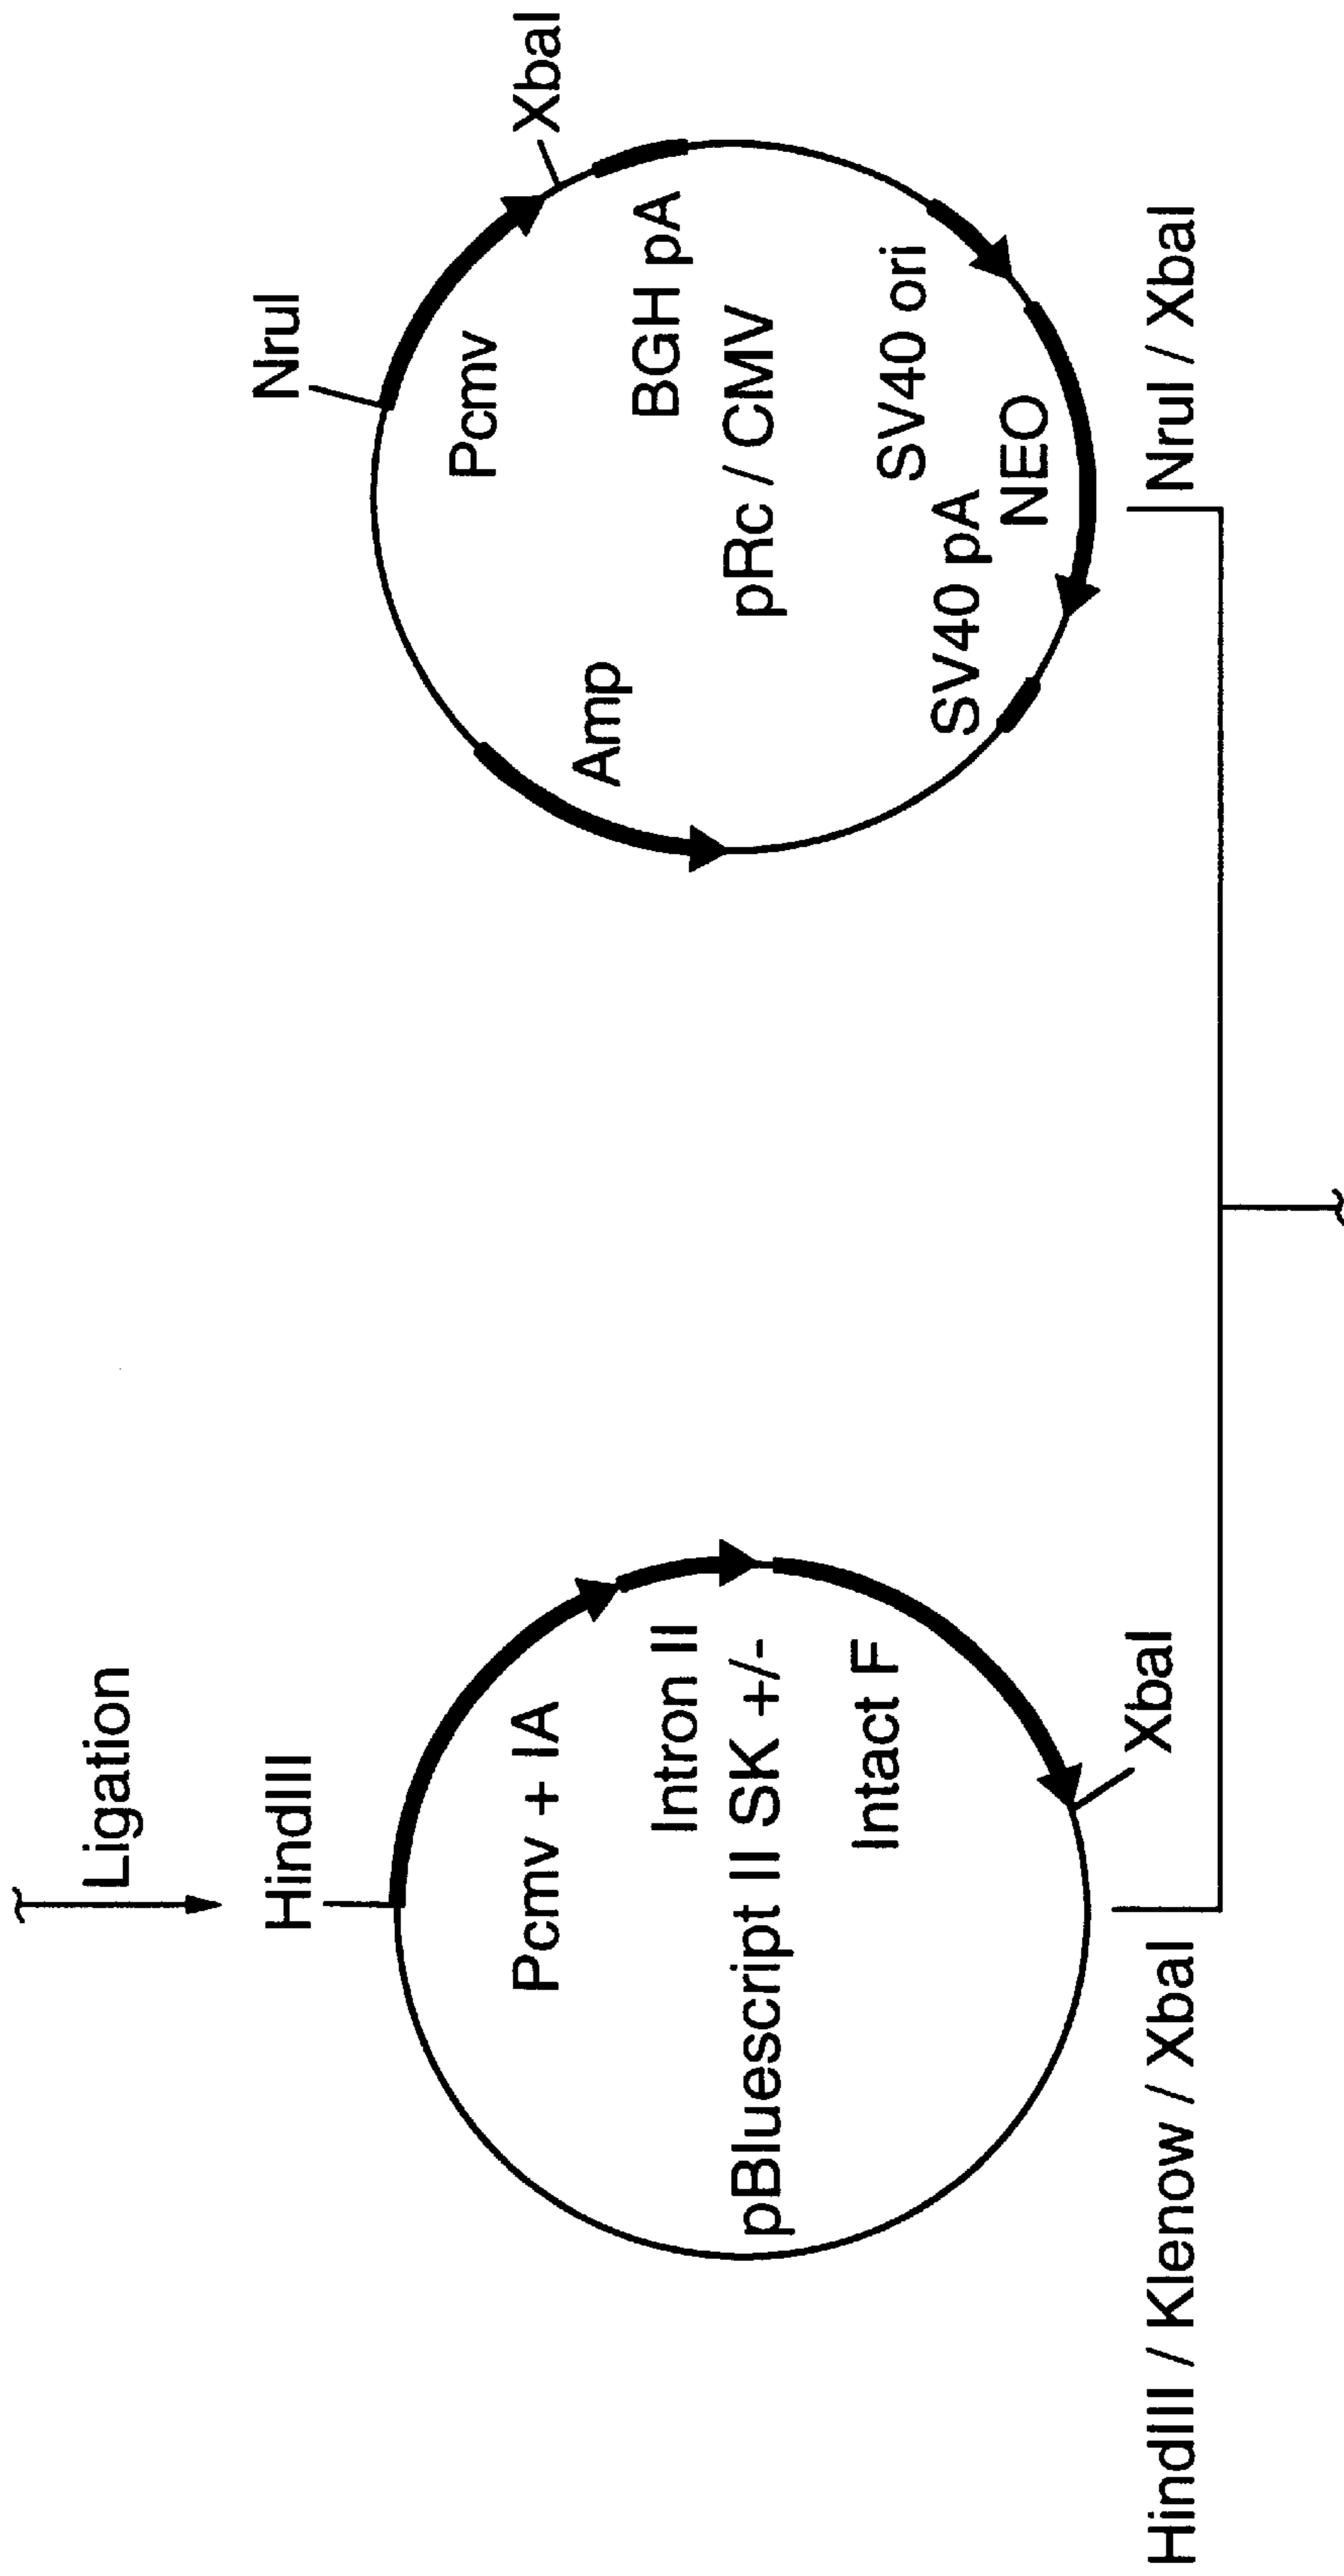 Ligation
HindIII
Pcmv + IA
Intron II
pBluescript II SK +/-
Intact F
XbaI
HindIII / Klenow / XbaI
NruI
XbaI
Pcmv
BGH pA
pRc / CMV
Amp
SV40 ori
SV40 pA
NEO
NruI / XbaI